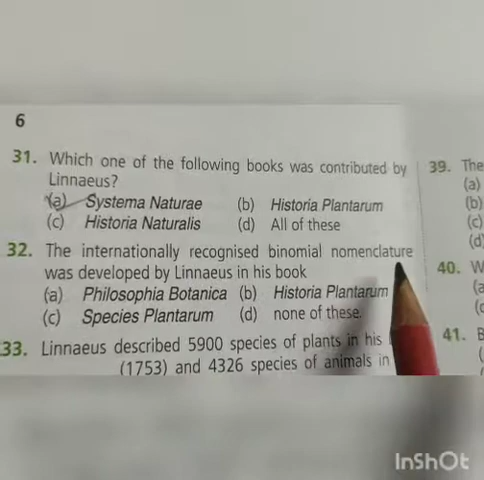 6
31. Which one of the following books was contributed by
Linnaeus?
(a) Systema Naturae (b) Historia Plantarum
(c) Historia Naturalis (d) All of these
32. The internationally recognised binomial nomenclature
was developed by Linnaeus in his book
(a) Philosophia Botanica (b) Historia Plantarum
(c) Species Plantarum (d) none of these.
33. Linnaeus described 5900 species of plants in his
(1753) and 4326 species of animals in
39. The
(a)
(b)
(c)
(d)
40. W
(a
(c
41.
InShOt